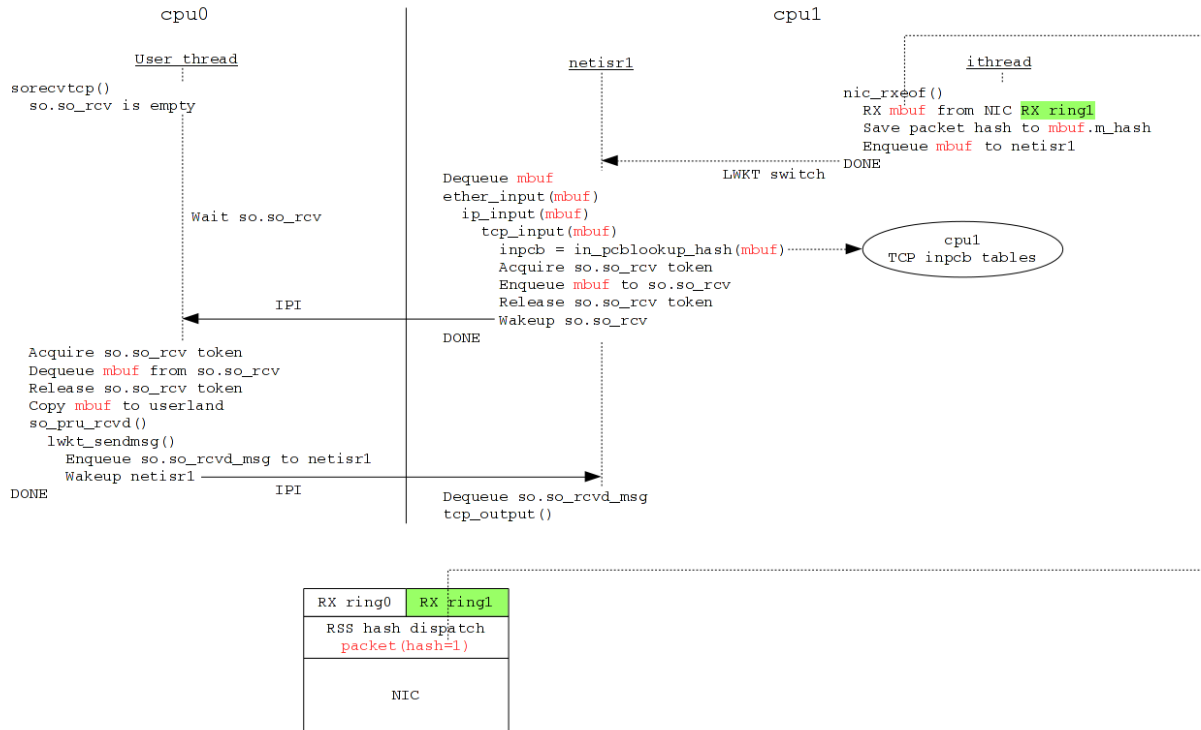 cpu0
cpu1
User thread
netisr1
ithread
sorecvtcp()
so.so_rcv is empty
nic_rxeof()
RX mbuf from NIC RX ring1
Save packet hash to mbuf.m_hash
Enqueue mbuf to netisr1
DONE
LWKT switch
Dequeue mbuf
ether_input(mbuf)
ip_input(mbuf)
tcp_input(mbuf)
inpcb = in_pcblookup_hash(mbuf)
Acquire so.so_rcv token
Enqueue mbuf to so.so_rcv
Release so.so_rcv token
Wakeup so.so_rcv
DONE
cpu1
TCP inpcb tables
Wait so.so_rcv
IPI
Acquire so.so_rcv token
Dequeue mbuf from so.so_rcv
Release so.so_rcv token
Copy mbuf to userland
so_pru_rcvd()
lwkt_sendmsg()
Enqueue so.so_rcvd_msg to netisr1
Wakeup netisr1
DONE
IPI
Dequeue so.so_rcvd_msg
tcp_output()
RX ring0
RX ring1
RSS hash dispatch
packet(hash=1)
NIC